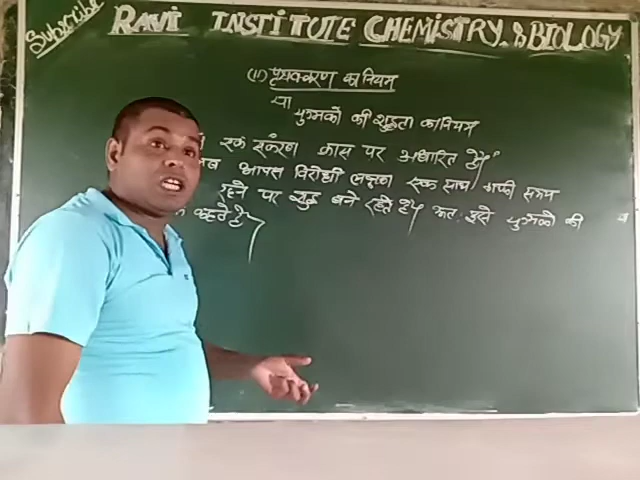 Subscribe
RAVI INSTITUTE CHEMISTRY & BIOLOGY
(II) पृथक्करण का नियम
या
युग्मकों की शुद्धता का नियम
एक संकरण क्रास पर आधारित है।
आपस विरोधी लक्षण एक साथ काफी समय
रहने पर शुद्ध बने रहते है। अतः इसे युग्मकों की
कहते है